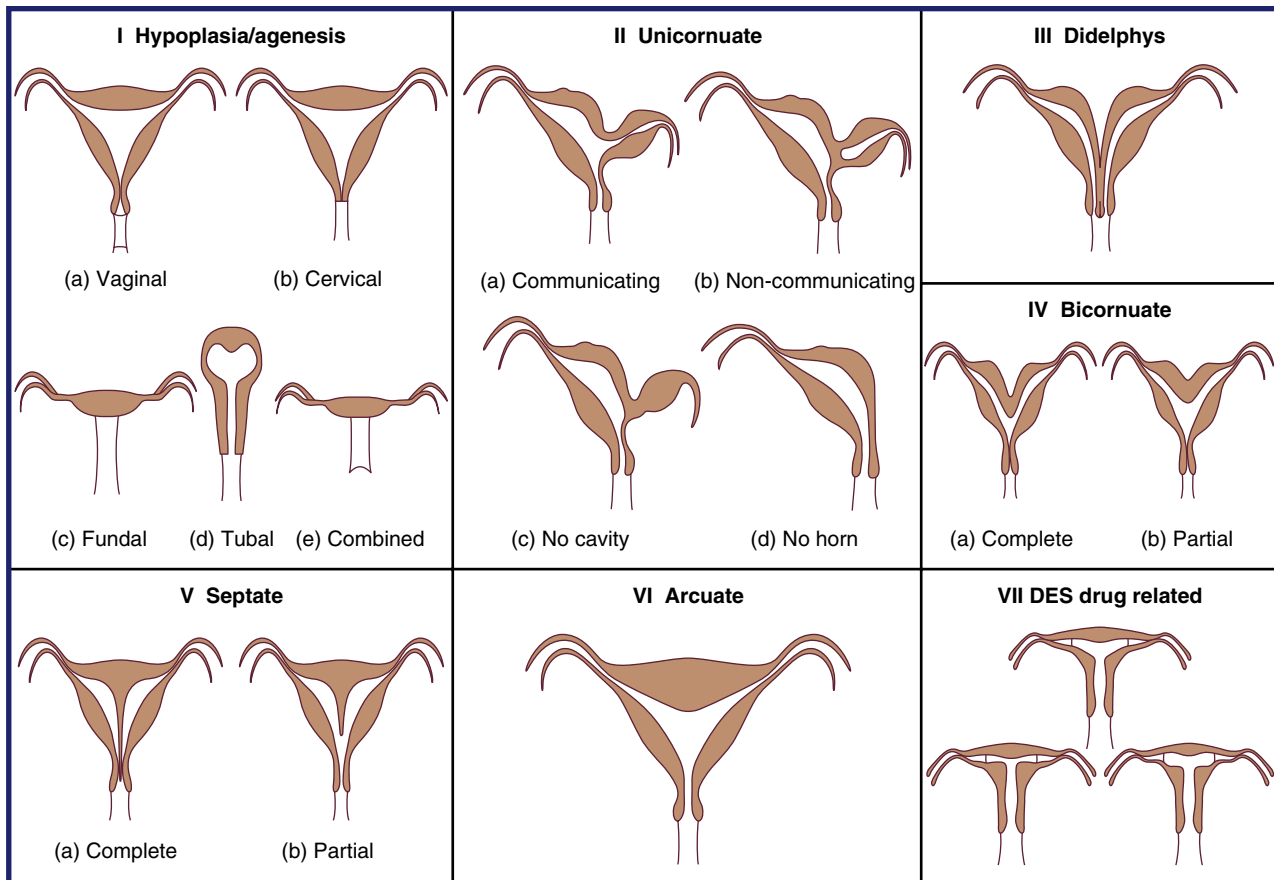 I Hypoplasia/agenesis
(a) Vaginal
(b) Cervical
(c) Fundal
(d) Tubal
(e) Combined
II Unicornuate
(a) Communicating
(b) Non-communicating
(c) No cavity
(d) No horn
III Didelphys
IV Bicornuate
(a) Complete
(b) Partial
V Septate
(a) Complete
(b) Partial
VI Arcuate
VII DES drug related